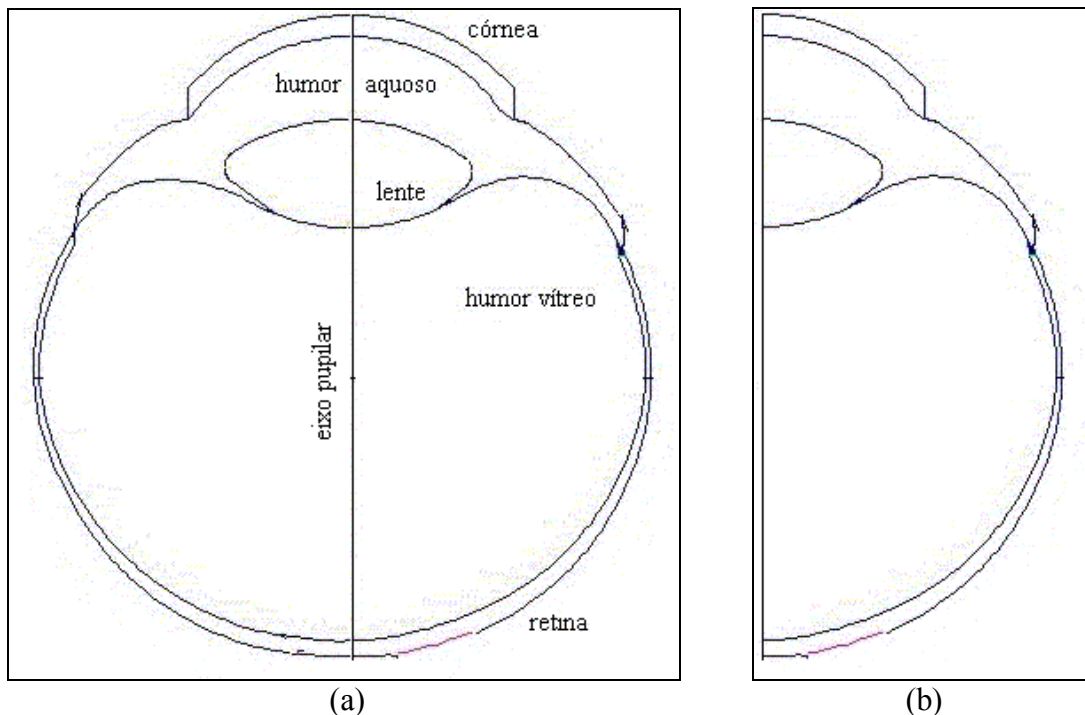 córnea
humor aquoso
lente
humor vítreo
eixo pupilar
retina
(a)
(b)